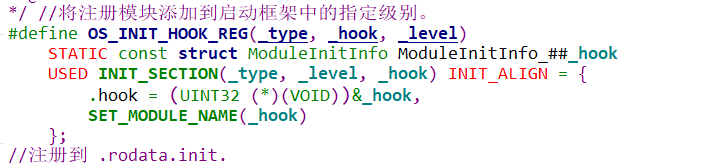 */ //将注册模块添加到启动框架中的指定级别。
#define OS_INIT_HOOK_REG(_type, _hook, _level)
STATIC const struct ModuleInitInfo ModuleInitInfo_##_hook
USED INIT_SECTION(_type, _level, _hook) INIT_ALIGN = {
.hook = (UINT32 (*)(VOID))&_hook,
SET_MODULE_NAME(_hook)
};
//注册到 .rodata.init.